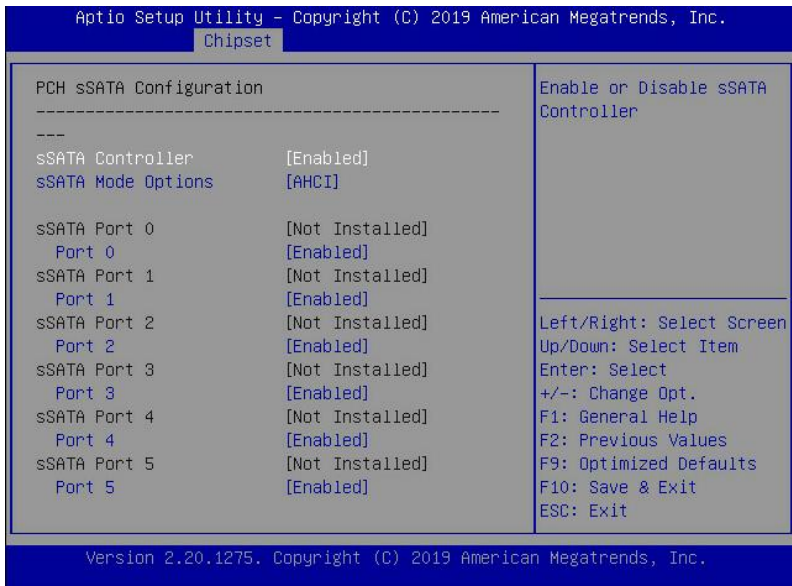 Aptio Setup Utility – Copyright (C) 2019 American Megatrends, Inc.
Chipset
PCH sSATA Configuration
-----------------------------------------------
---
sSATA Controller [Enabled]
sSATA Mode Options [AHCI]
sSATA Port 0 [Not Installed]
Port 0 [Enabled]
sSATA Port 1 [Not Installed]
Port 1 [Enabled]
sSATA Port 2 [Not Installed]
Port 2 [Enabled]
sSATA Port 3 [Not Installed]
Port 3 [Enabled]
sSATA Port 4 [Not Installed]
Port 4 [Enabled]
sSATA Port 5 [Not Installed]
Port 5 [Enabled]
Enable or Disable sSATA
Controller
Left/Right: Select Screen
Up/Down: Select Item
Enter: Select
+/-: Change Opt.
F1: General Help
F2: Previous Values
F9: Optimized Defaults
F10: Save & Exit
ESC: Exit
Version 2.20.1275. Copyright (C) 2019 American Megatrends, Inc.